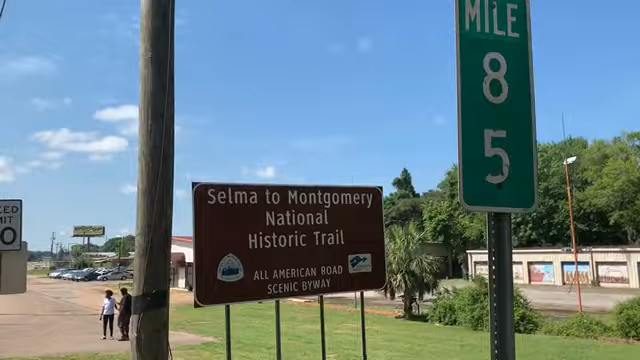 MILE
8
5
Selma to Montgomery
National
Historic Trail
ALL AMERICAN ROAD
SCENIC BYWAY